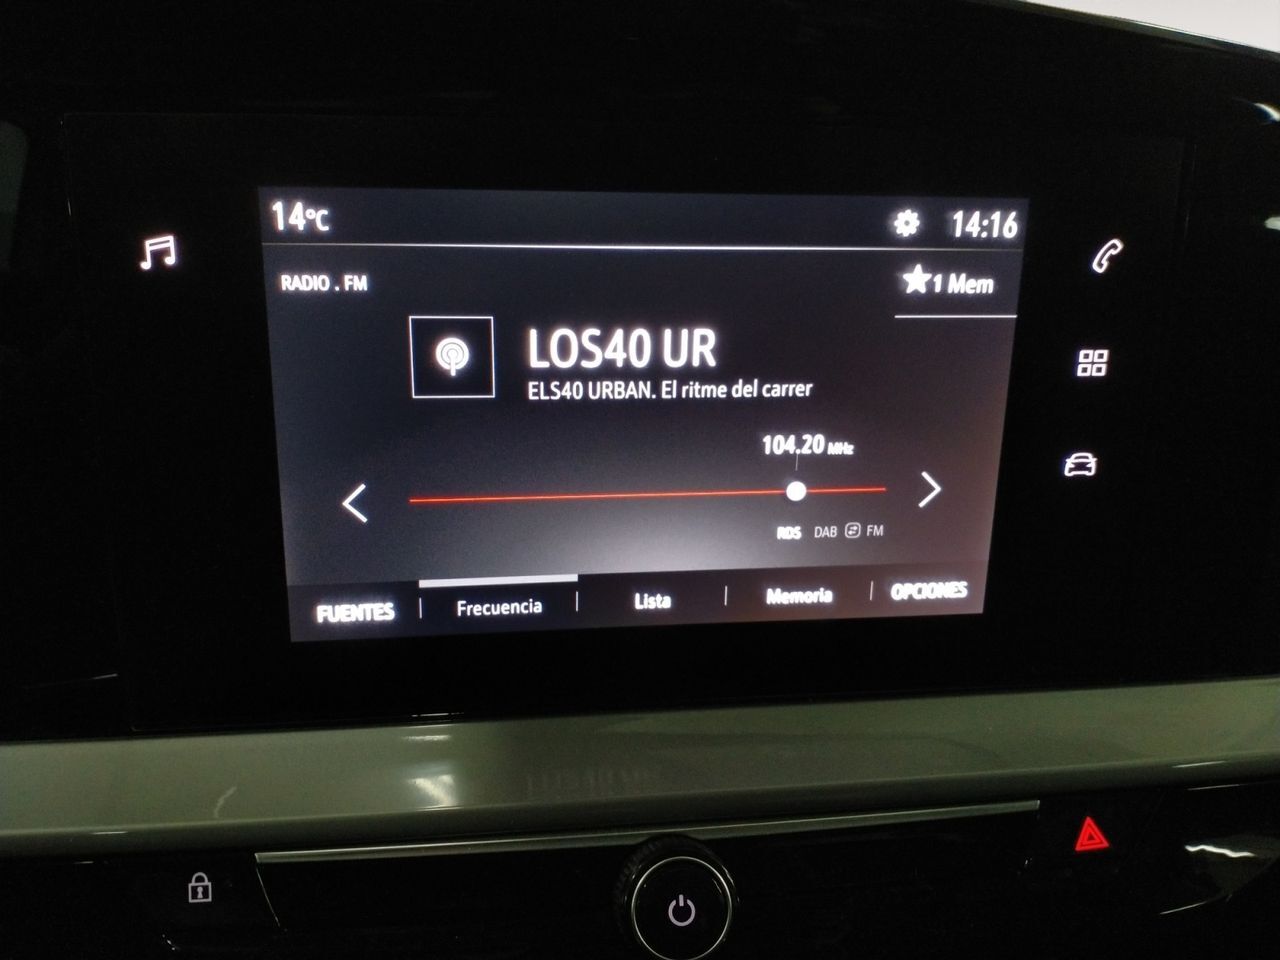 14°C
14:16
RADIO . FM
★1 Mem
LOS40 UR
ELS40 URBAN. El ritme del carrer
104.20 MHz
RDS DAB FM
FUENTES | Frecuencia | Lista | Memoria | OPCIONES